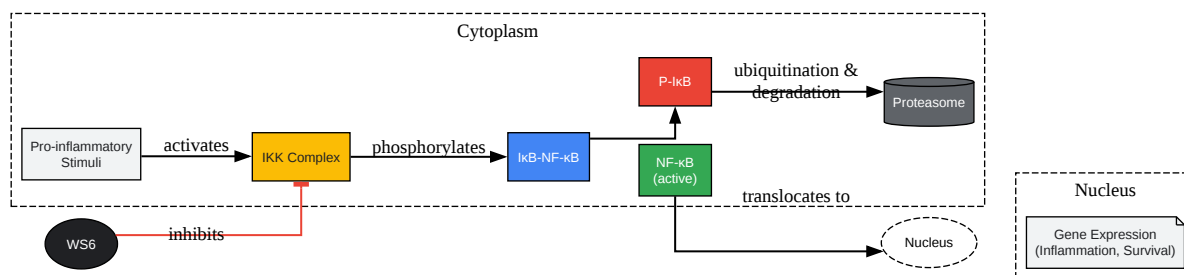 Cytoplasm
Pro-inflammatory
Stimuli
activates
IKK Complex
phosphorylates
IκB-NF-κB
P-IκB
ubiquitination &
degradation
Proteasome
NF-κB
(active)
translocates to
WS6
inhibits
Nucleus
Nucleus
Gene Expression
(Inflammation, Survival)